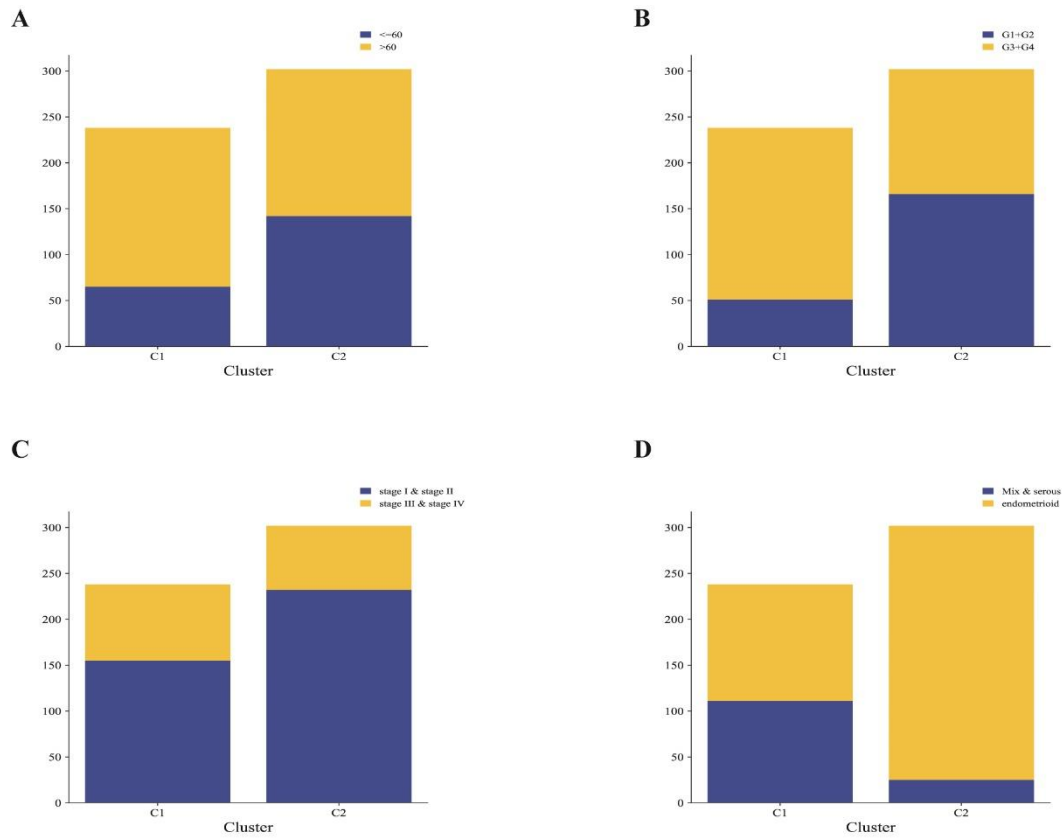 A
<=60
>60
300
250
200
150
100
50
0
C1
C2
Cluster
B
G1+G2
G3+G4
300
250
200
150
100
50
0
C1
C2
Cluster
C
stage I & stage II
stage III & stage IV
300
250
200
150
100
50
0
C1
C2
Cluster
D
Mix & serous
endometrioid
300
250
200
150
100
50
0
C1
C2
Cluster